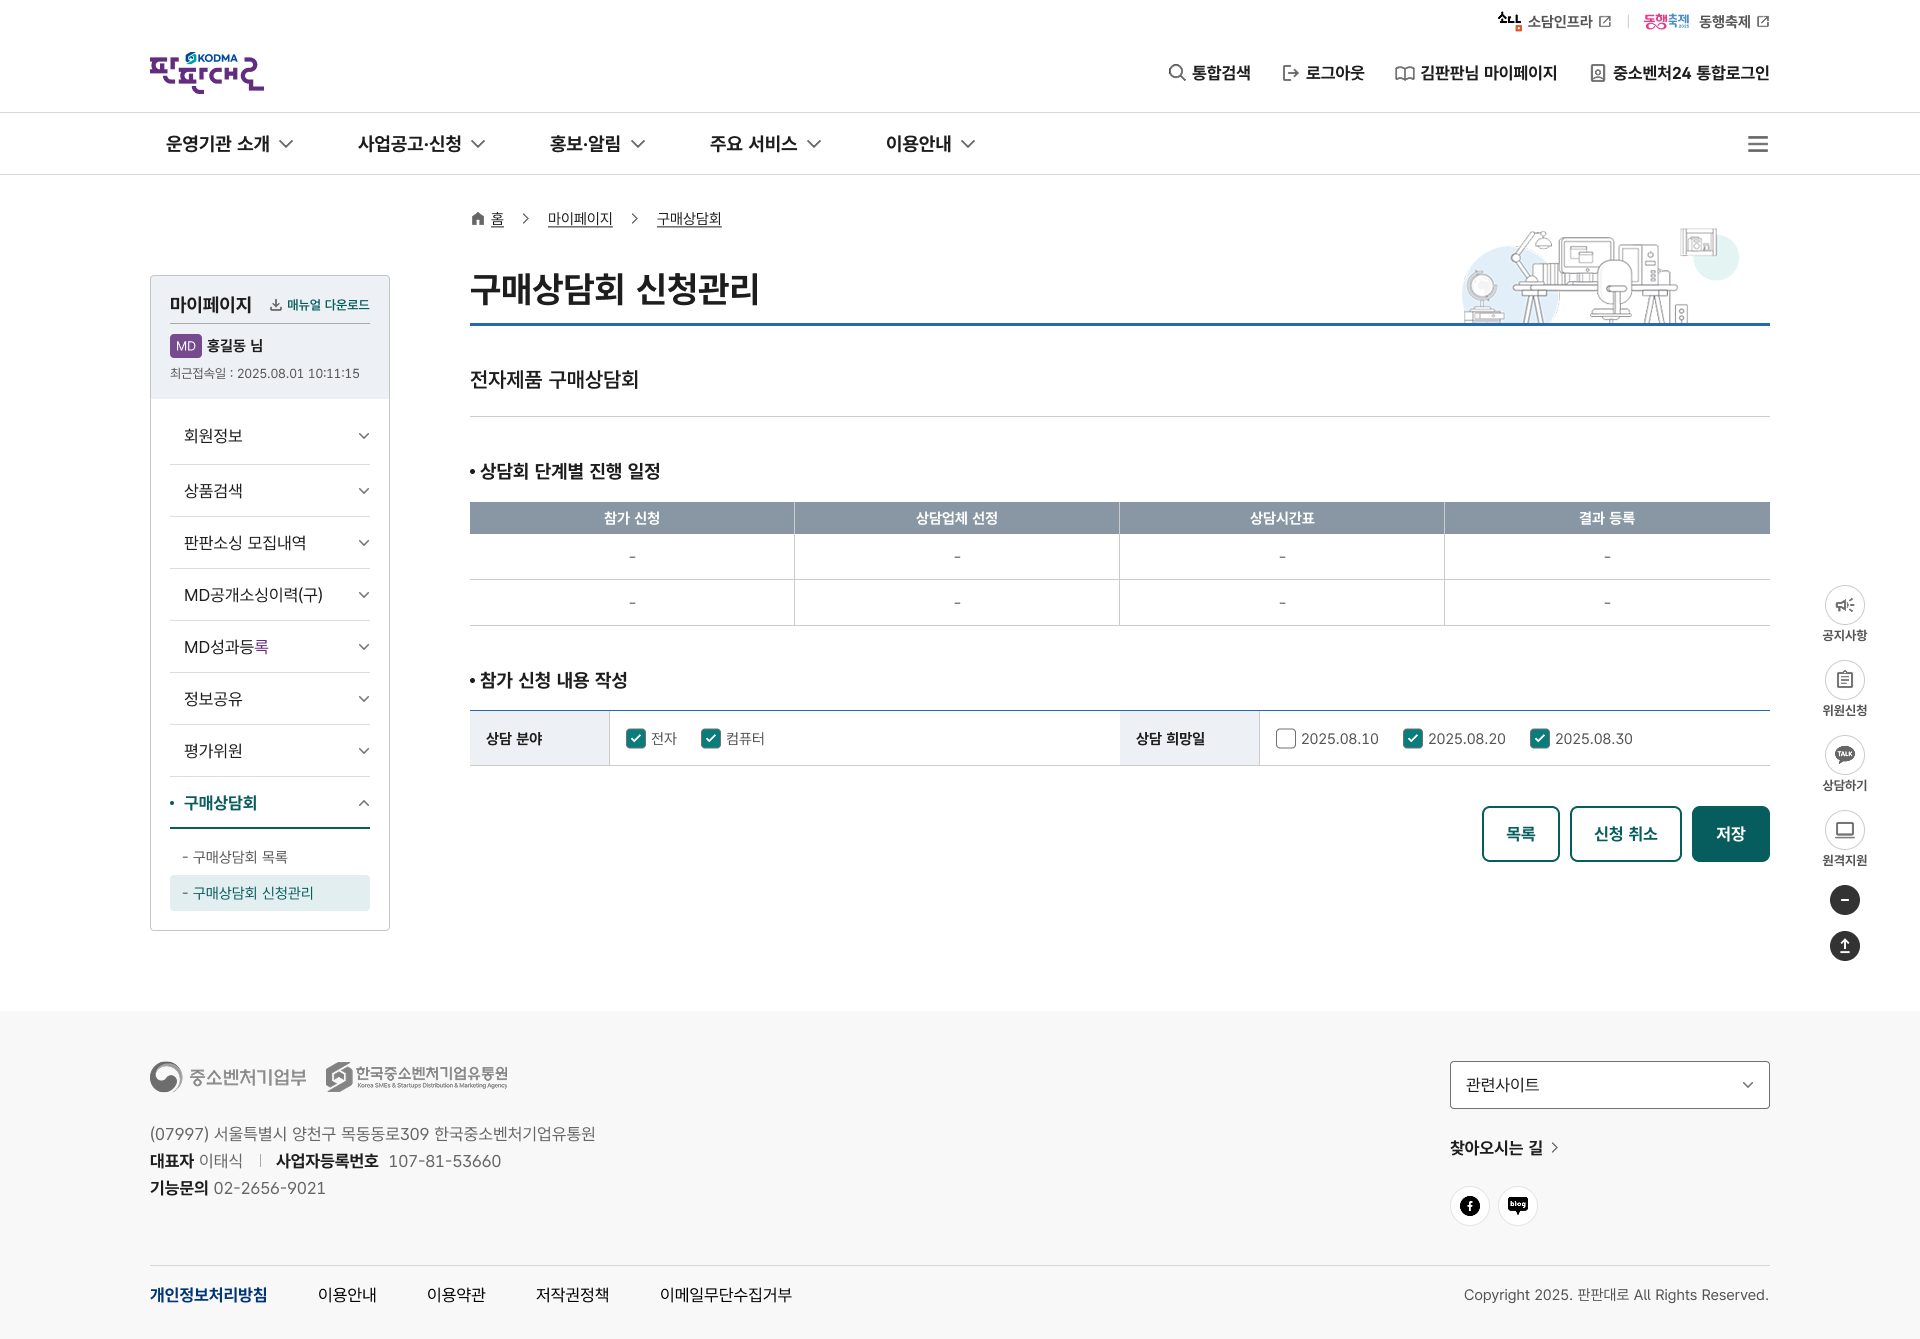 소담인프라
동행축제 2025 동행축제
KODMA
판판대로
통합검색
로그아웃
김판판님 마이페이지
중소벤처24 통합로그인
운영기관 소개
사업공고·신청
홍보·알림
주요 서비스
이용안내
홈 > 마이페이지 > 구매상담회
구매상담회 신청관리
마이페이지
매뉴얼 다운로드
MD 홍길동 님
최근접속일 : 2025.08.01 10:11:15
회원정보
상품검색
판판소싱 모집내역
MD공개소싱이력(구)
MD성과등록
정보공유
평가위원
• 구매상담회
- 구매상담회 목록
- 구매상담회 신청관리
전자제품 구매상담회
• 상담회 단계별 진행 일정
참가 신청 상담업체 선정 상담시간표 결과 등록
- - - -
- - - -
• 참가 신청 내용 작성
상담 분야 전자 컴퓨터 상담 희망일 2025.08.10 2025.08.20 2025.08.30
목록 신청 취소 저장
공지사항
위원신청
TALK
상담하기
원격지원
중소벤처기업부
한국중소벤처기업유통원
Korea SMEs & Startups Distribution & Marketing Agency
(07997) 서울특별시 양천구 목동동로309 한국중소벤처기업유통원
대표자 이태식 | 사업자등록번호 107-81-53660
기능문의 02-2656-9021
관련사이트
찾아오시는 길 >
f
blog
개인정보처리방침 이용안내 이용약관 저작권정책 이메일무단수집거부
Copyright 2025. 판판대로 All Rights Reserved.